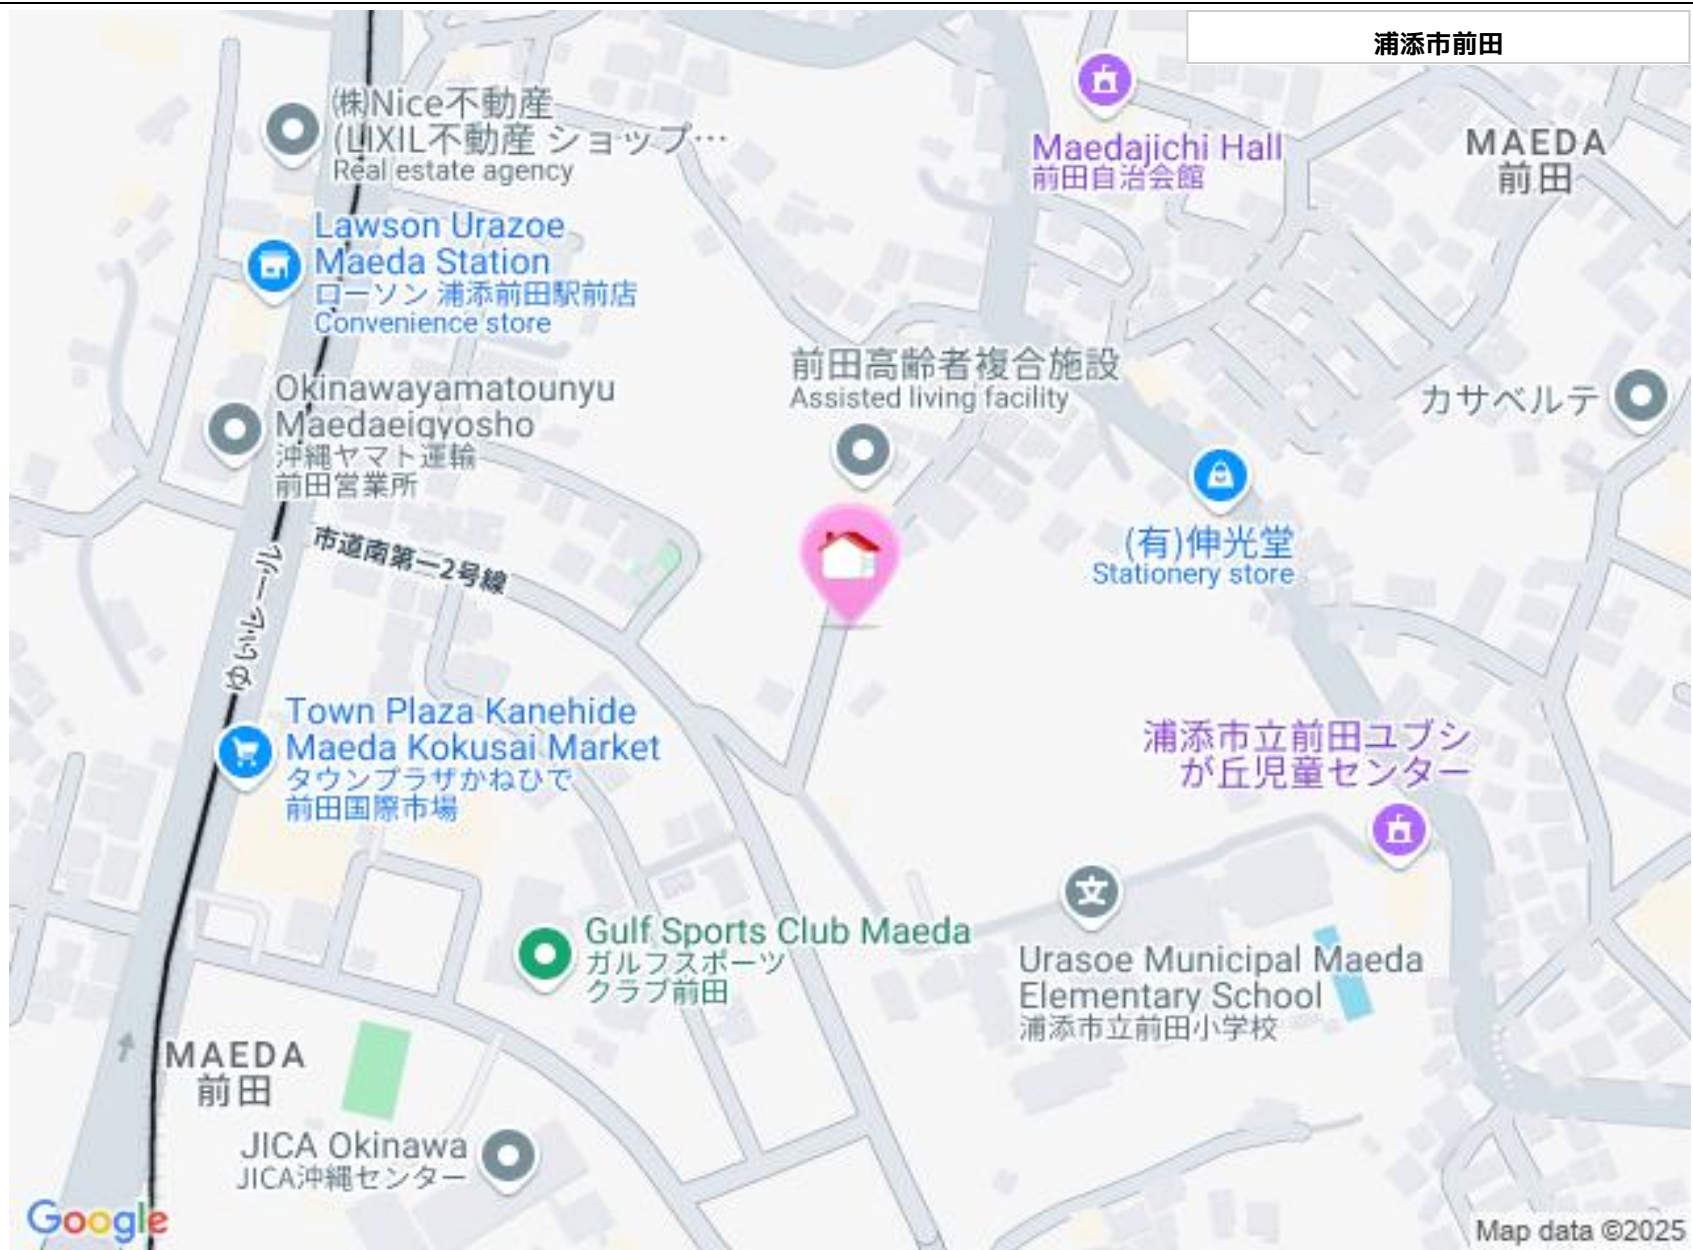 浦添市前田
㈱Nice不動産
(LIXIL不動産 ショップ…
Real estate agency
Maedajichi Hall
前田自治会館
MAEDA
前田
Lawson Urazoe
Maeda Station
ローソン 浦添前田駅前店
Convenience store
前田高齢者複合施設
Assisted living facility
カサベルテ
Okinawayamatounyu
Maedaeigyosho
沖縄ヤマト運輸
前田営業所
(有)伸光堂
Stationery store
市道南第一2号線
ゆいレール
Town Plaza Kanehide
Maeda Kokusai Market
タウンプラザかねひで
前田国際市場
浦添市立前田ユブシ
が丘児童センター
文
Gulf Sports Club Maeda
ガルフスポーツ
クラブ前田
Urasoe Municipal Maeda
Elementary School
浦添市立前田小学校
MAEDA
前田
JICA Okinawa
JICA沖縄センター
Google
Map data ©2025